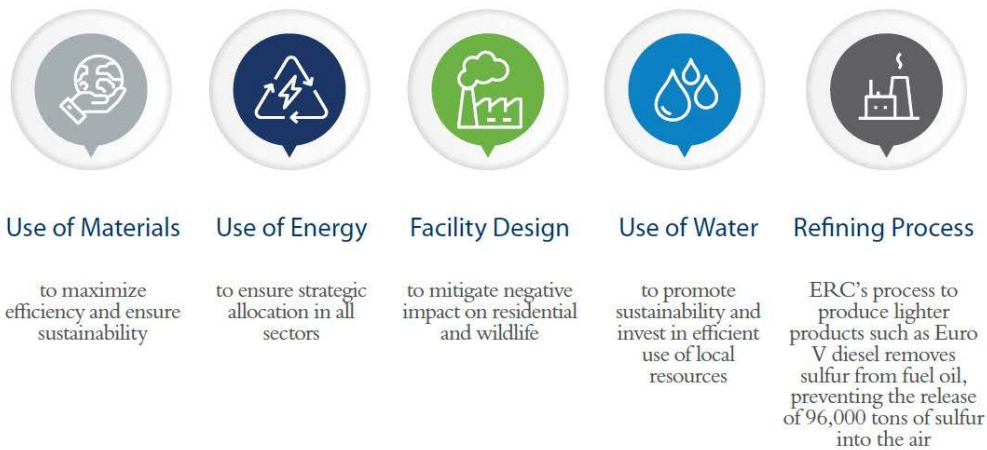 Use of Materials
to maximize
efficiency and ensure
sustainability
Use of Energy
to ensure strategic
allocation in all
sectors
Facility Design
to mitigate negative
impact on residential
and wildlife
Use of Water
to promote
sustainability and
invest in efficient
use of local
resources
Refining Process
ERC's process to
produce lighter
products such as Euro
V diesel removes
sulfur from fuel oil,
preventing the release
of 96,000 tons of sulfur
into the air